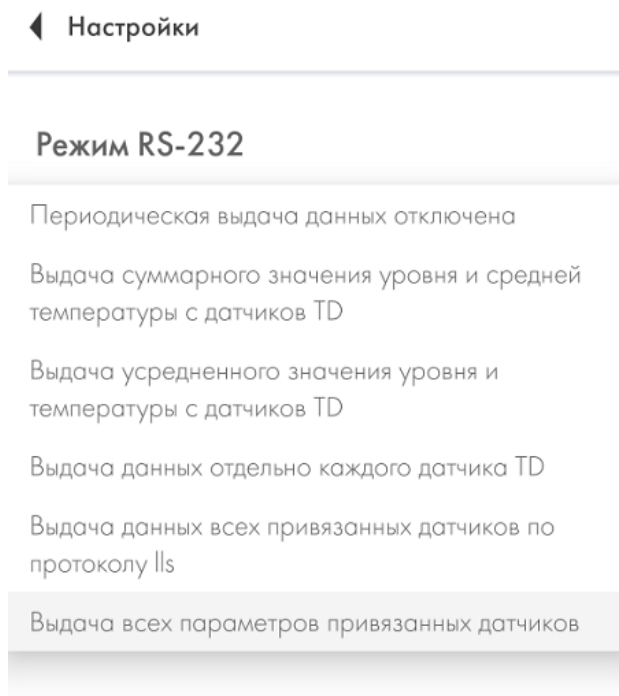 Настройки
Режим RS-232
Периодическая выдача данных отключена
Выдача суммарного значения уровня и средней
температуры с датчиков TD
Выдача усредненного значения уровня и
температуры с датчиков TD
Выдача данных отдельно каждого датчика TD
Выдача данных всех привязанных датчиков по
протоколу lls
Выдача всех параметров привязанных датчиков